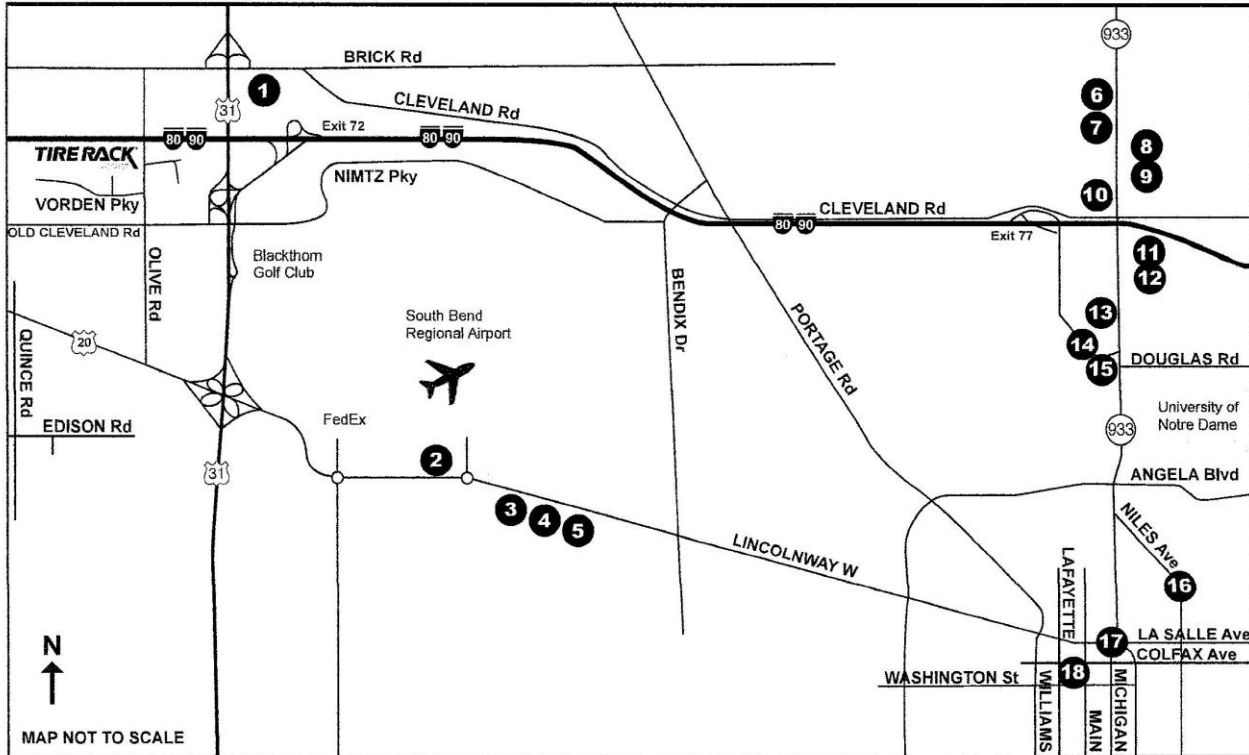 933
BRICK Rd
1
6
31
CLEVELAND Rd
7
Exit 72
80 90
80 90
8
TIRE RACK
NIMTZ Pky
9
10
VORDEN Pky
CLEVELAND Rd
80 90
OLD CLEVELAND Rd
Exit 77
11
Blackthorn
Golf Club
12
OLIVE Rd
BENDIX Dr
PORTAGE Rd
South Bend
Regional Airport
13
20
14
15
DOUGLAS Rd
QUINCE Rd
University of
Notre Dame
EDISON Rd
FedEx
933
2
31
ANGELA Blvd
3
4
5
NILES Ave
LINCOLNWAY W
LAFAYETTE
16
N
17
LA SALLE Ave
COLFAX Ave
18
WASHINGTON St
WILLIAMS
MAIN
MICHIGAN
MAP NOT TO SCALE